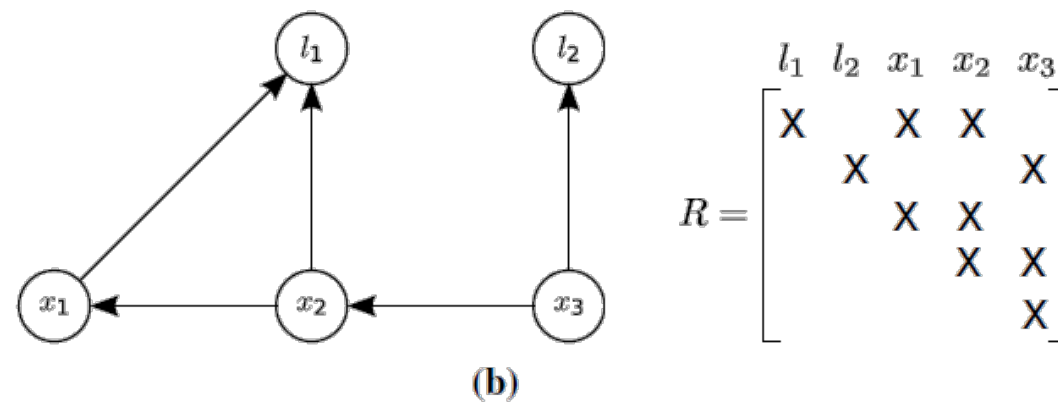 l₁ l₂
x₁ x₂ x₃
l₁ l₂ x₁ x₂ x₃
X X X
X X
R = X X
X X
X
(b)